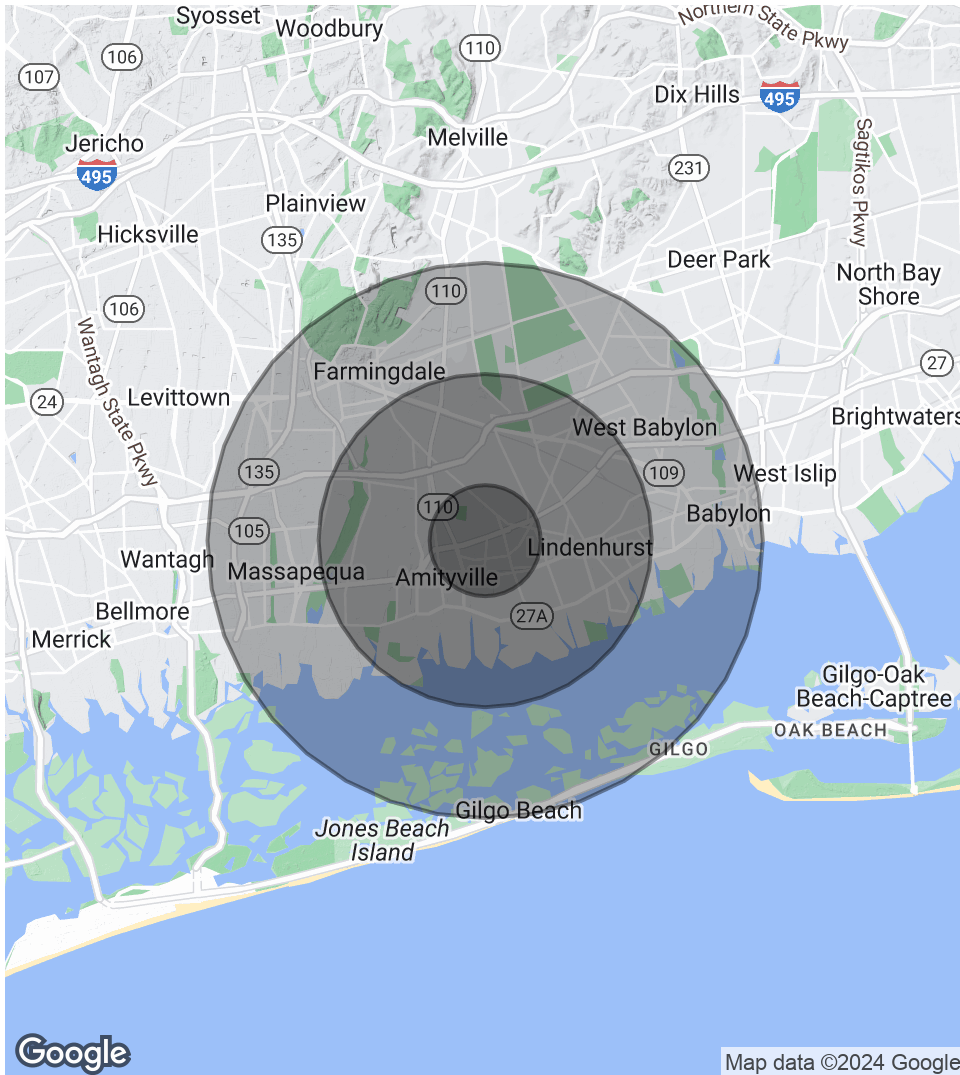 Syosset
Woodbury
Northern State Pkwy
106
110
107
Dix Hills
495
Melville
Jericho
495
Sagtikos Pkwy
231
Plainview
135
Hicksville
Deer Park
North Bay
Shore
110
106
Wantagh State Pkwy
27
Farmingdale
24
Levittown
Brightwaters
West Babylon
135
109
West Islip
110
Babylon
105
Lindenhurst
Wantagh
Massapequa
Amityville
Bellmore
27A
Merrick
Gilgo-Oak
Beach-Captree
OAK BEACH
GILGO
Gilgo Beach
Jones Beach
Island
Google
Map data ©2024 Google